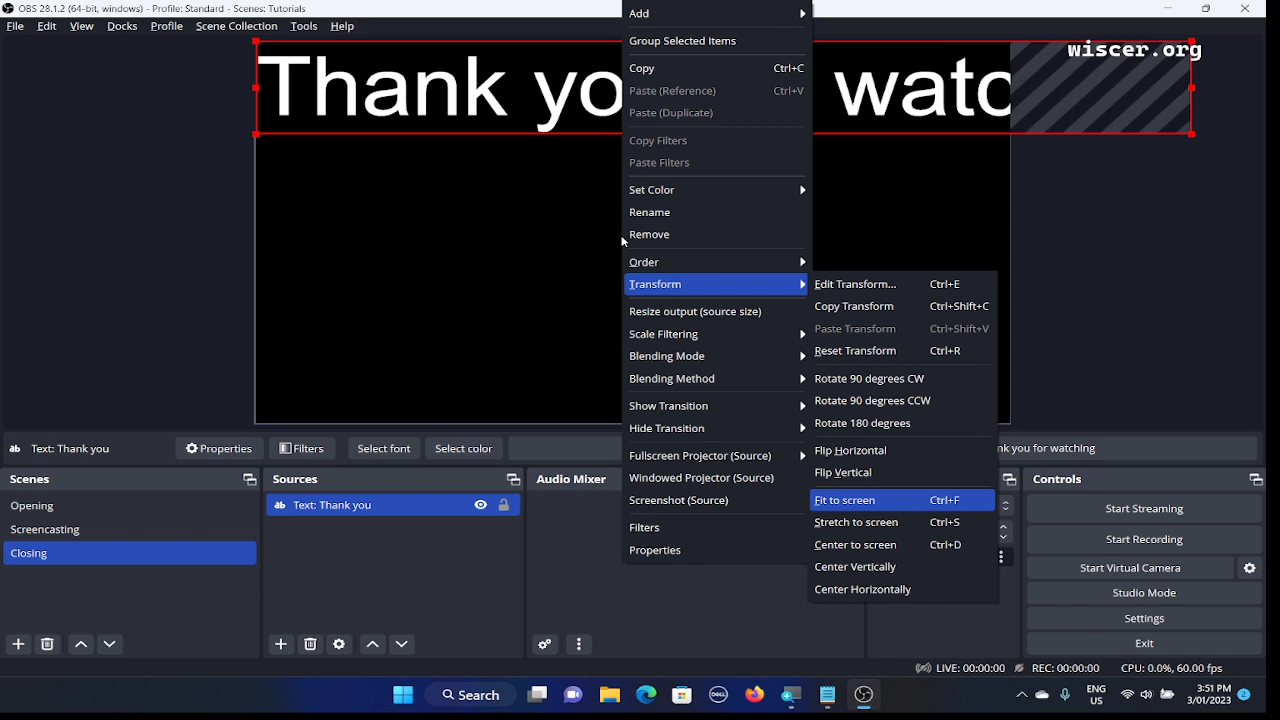 OBS 28.1.2 (64-bit, windows) - Profile: Standard - Scenes: Tutorials
File Edit View Docks Profile Scene Collection Tools Help
wiscer.org
Thank yo watc
Add
Group Selected Items
Copy Ctrl+C
Paste (Reference) Ctrl+V
Paste (Duplicate)
Copy Filters
Paste Filters
Set Color
Rename
Remove
Order
Transform
Resize output (source size)
Scale Filtering
Blending Mode
Blending Method
Show Transition
Hide Transition
Fullscreen Projector (Source)
Windowed Projector (Source)
Screenshot (Source)
Filters
Properties
Edit Transform... Ctrl+E
Copy Transform Ctrl+Shift+C
Paste Transform Ctrl+Shift+V
Reset Transform Ctrl+R
Rotate 90 degrees CW
Rotate 90 degrees CCW
Rotate 180 degrees
Flip Horizontal
Flip Vertical
Fit to screen Ctrl+F
Stretch to screen Ctrl+S
Center to screen Ctrl+D
Center Vertically
Center Horizontally
Text: Thank you Properties Filters Select font Select color nk you for watching
Scenes
Opening
Screencasting
Closing
Sources
Text: Thank you
Audio Mixer
Controls
Start Streaming
Start Recording
Start Virtual Camera
Studio Mode
Settings
Exit
LIVE: 00:00:00 REC: 00:00:00 CPU: 0.0%, 60.00 fps
Search
DELL
ENG
US
3:51 PM
3/01/2023
2